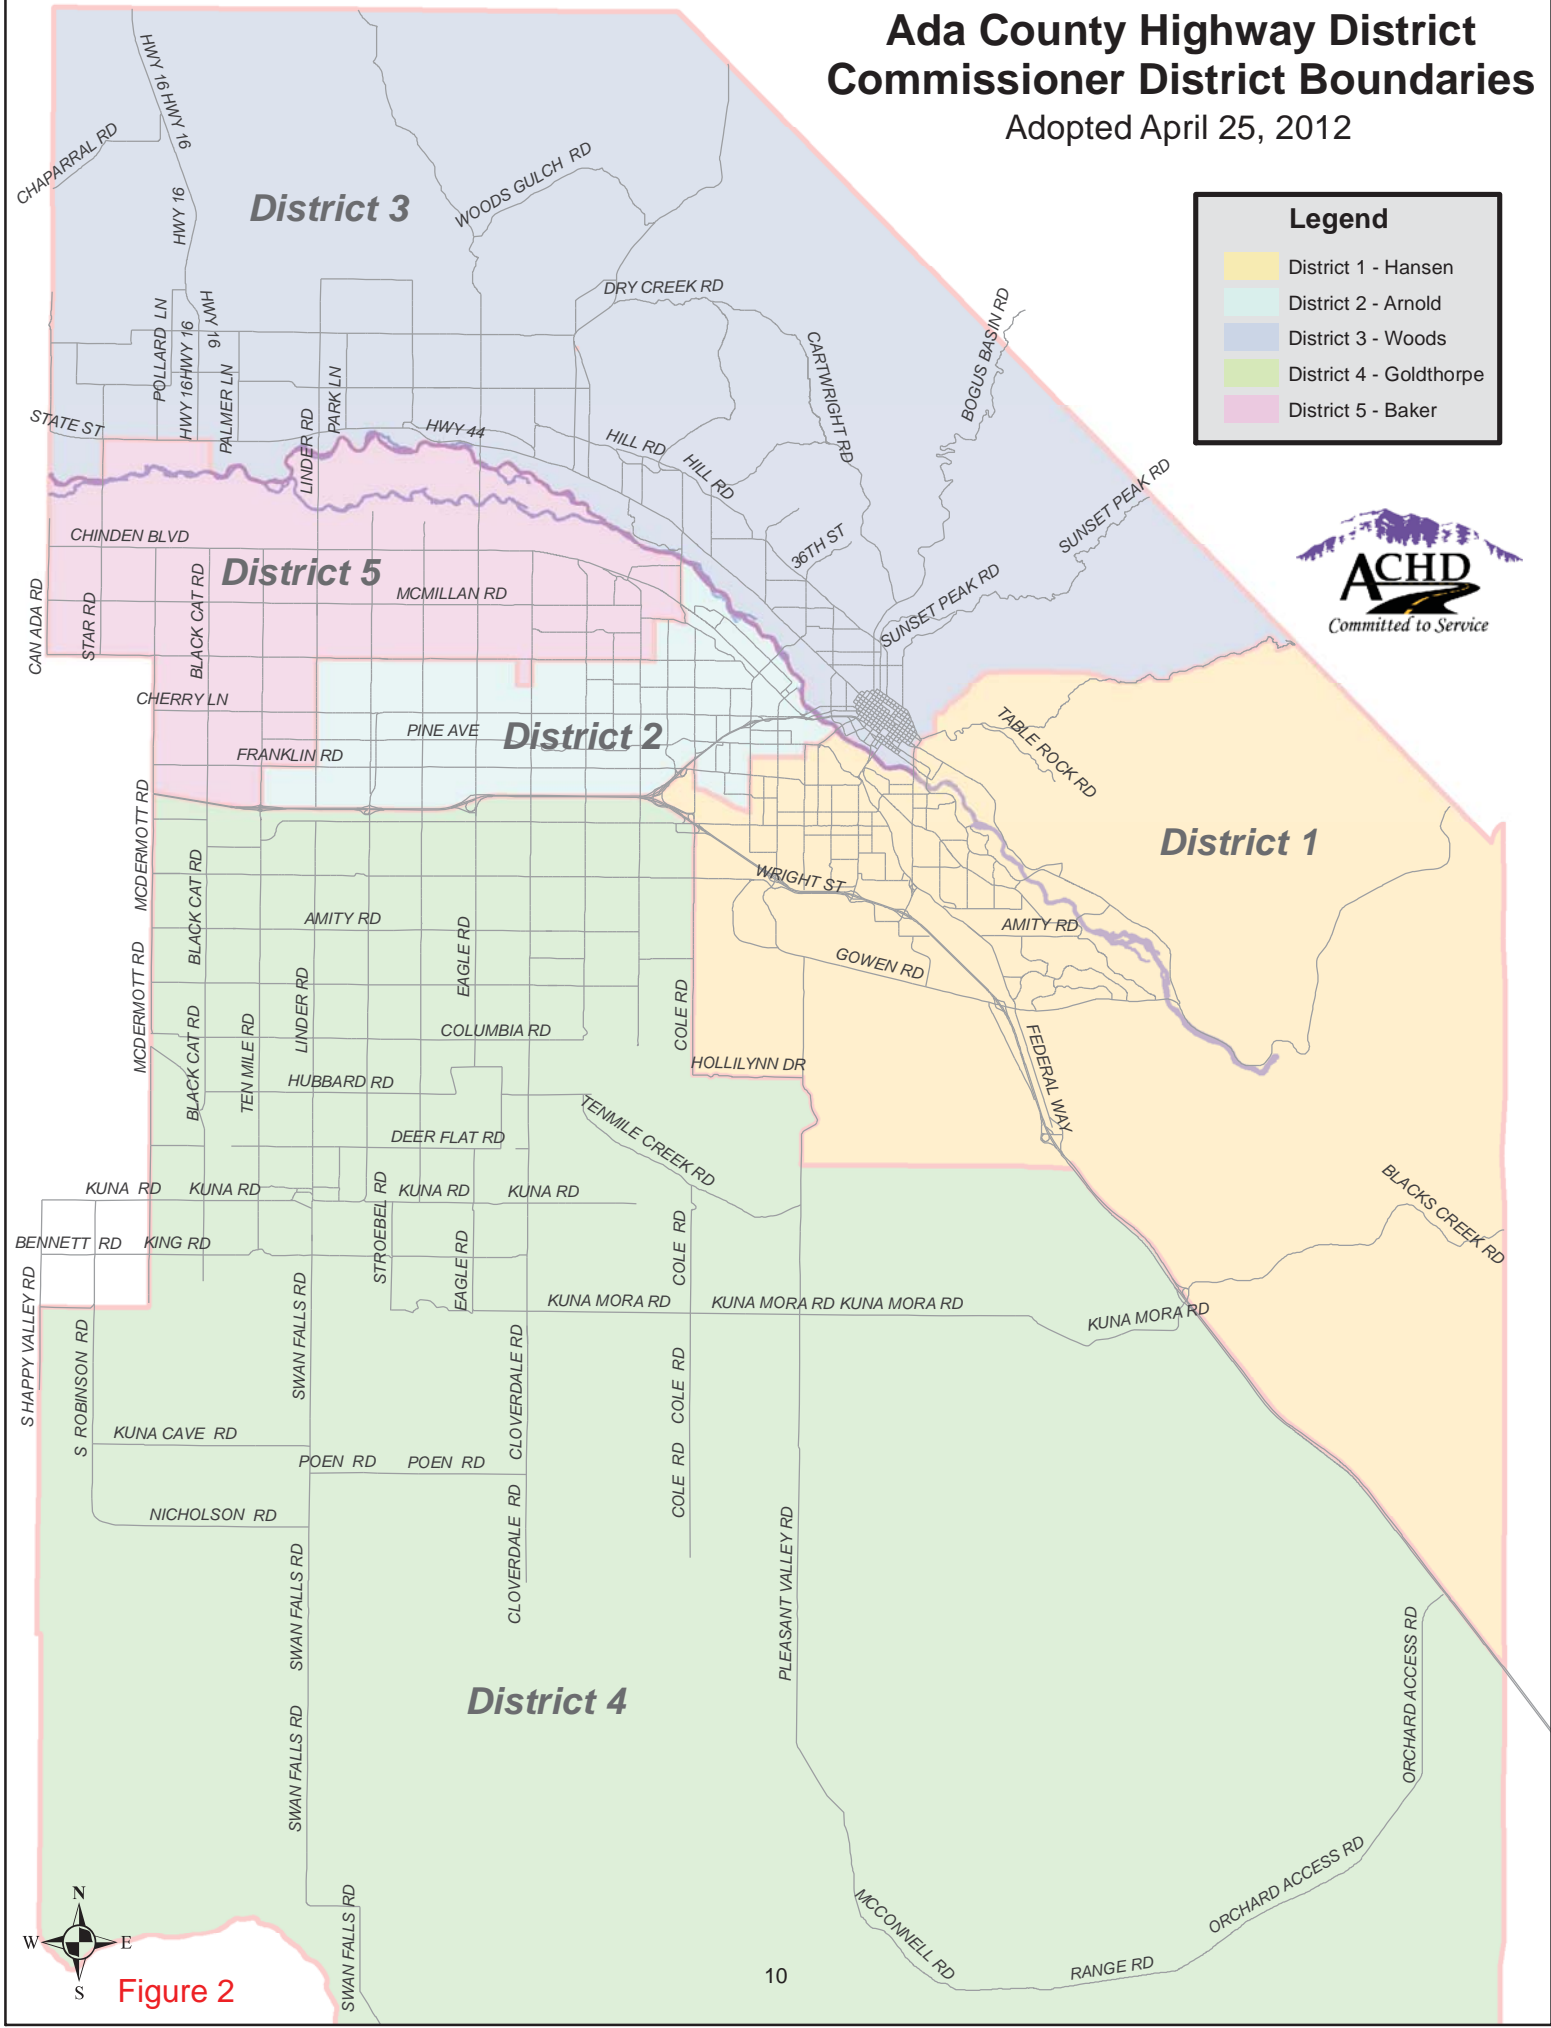 Ada County Highway District
Commissioner District Boundaries
Adopted April 25, 2012
Legend
District 1 - Hansen
District 2 - Arnold
District 3 - Woods
District 4 - Goldthorpe
District 5 - Baker
ACHD
Committed to Service
HWY 16 HWY 16
CHAPARRAL RD
HWY 16
District 3
WOODS GULCH RD
DRY CREEK RD
POLLARD LN
HWY 16HWY 16
HWY 16
PALMER LN
LINDER RD
PARK LN
STATE ST
HWY 44
HILL RD
HILL RD
CARTWRIGHT RD
BOGUS BASIN RD
SUNSET PEAK RD
36TH ST
SUNSET PEAK RD
CHINDEN BLVD
District 5
MCMILLAN RD
CAN ADA RD
STAR RD
BLACK CAT RD
CHERRY LN
PINE AVE
District 2
FRANKLIN RD
TABLE ROCK RD
District 1
MCDERMOTT RD
BLACK CAT RD
WRIGHT ST
AMITY RD
EAGLE RD
AMITY RD
GOWEN RD
MCDERMOTT RD
LINDER RD
COLE RD
BLACK CAT RD
TEN MILE RD
COLUMBIA RD
FEDERAL WAY
HOLLILYNN DR
HUBBARD RD
TENMILE CREEK RD
DEER FLAT RD
KUNA RD
KUNA RD
STROEBEL RD
KUNA RD
KUNA RD
BLACKS CREEK RD
BENNETT RD
KING RD
EAGLE RD
COLE RD
S HAPPY VALLEY RD
S ROBINSON RD
SWAN FALLS RD
KUNA MORA RD
KUNA MORA RD KUNA MORA RD
KUNA MORA RD
CLOVERDALE RD
COLE RD
KUNA CAVE RD
POEN RD
POEN RD
COLE RD
NICHOLSON RD
CLOVERDALE RD
PLEASANT VALLEY RD
SWAN FALLS RD
District 4
ORCHARD ACCESS RD
SWAN FALLS RD
ORCHARD ACCESS RD
MCCONNELL RD
RANGE RD
SWAN FALLS RD
N
W
E
S
Figure 2
10